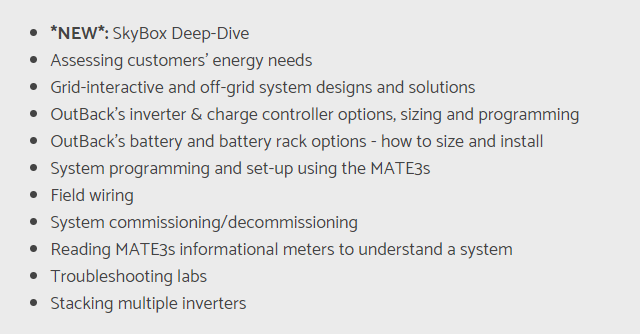 *NEW*: SkyBox Deep-Dive
Assessing customers' energy needs
Grid-interactive and off-grid system designs and solutions
OutBack's inverter & charge controller options, sizing and programming
OutBack's battery and battery rack options - how to size and install
System programming and set-up using the MATE3s
Field wiring
System commissioning/decommissioning
Reading MATE3s informational meters to understand a system
Troubleshooting labs
Stacking multiple inverters